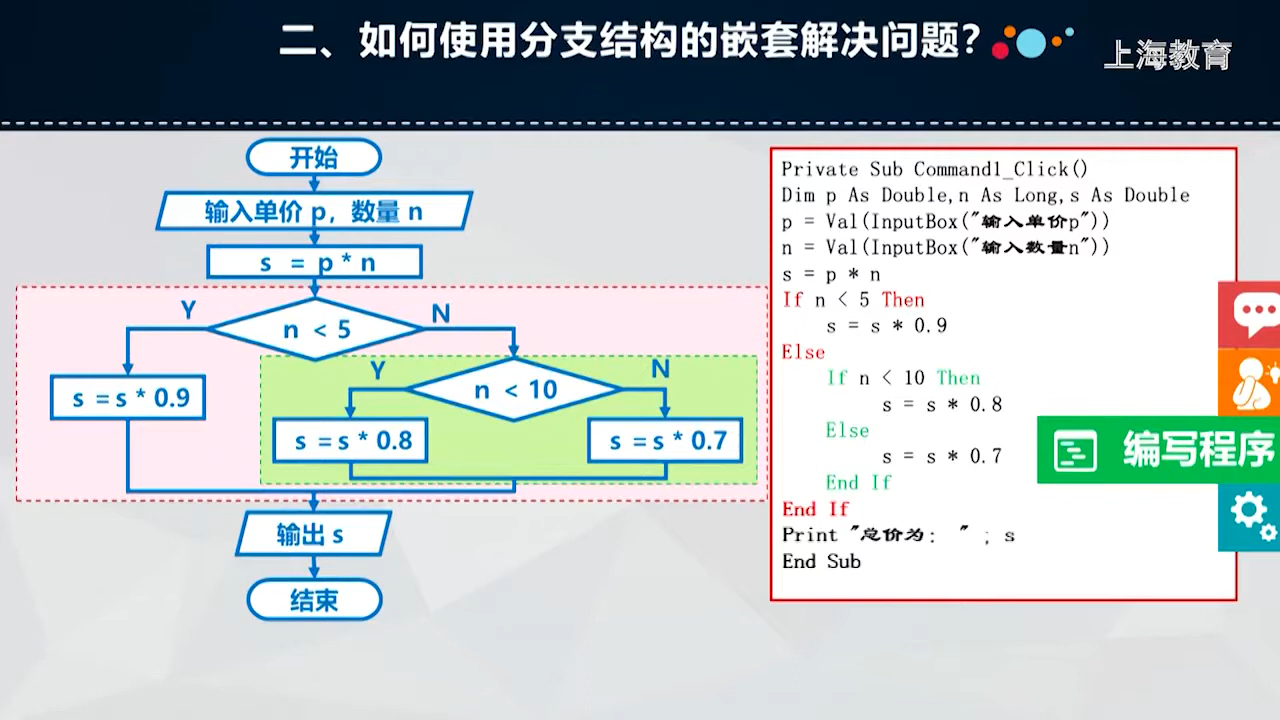 二、如何使用分支结构的嵌套解决问题?
上海教育
开始
输入单价 p，数量 n
s = p * n
Y
n < 5
N
s = s * 0.9
Y
n < 10
N
s = s * 0.8
s = s * 0.7
输出 s
结束
Private Sub Command1_Click()
Dim p As Double,n As Long,s As Double
p = Val(InputBox("输入单价p"))
n = Val(InputBox("输入数量n"))
s = p * n
If n < 5 Then
s = s * 0.9
Else
If n < 10 Then
s = s * 0.8
Else
s = s * 0.7
End If
End If
Print "总价为： " ; s
End Sub
编写程序